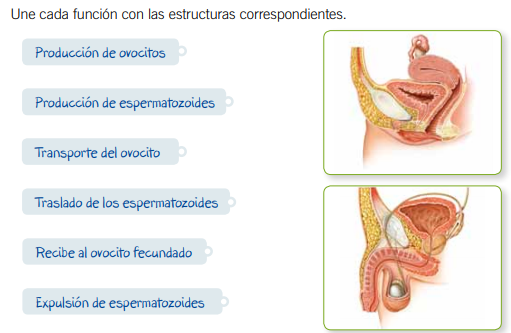 Une cada función con las estructuras correspondientes.
Producción de ovocitos
Producción de espermatozoides
Transporte del ovocito
Traslado de los espermatozoides
Recibe al ovocito fecundado
Expulsión de espermatozoides